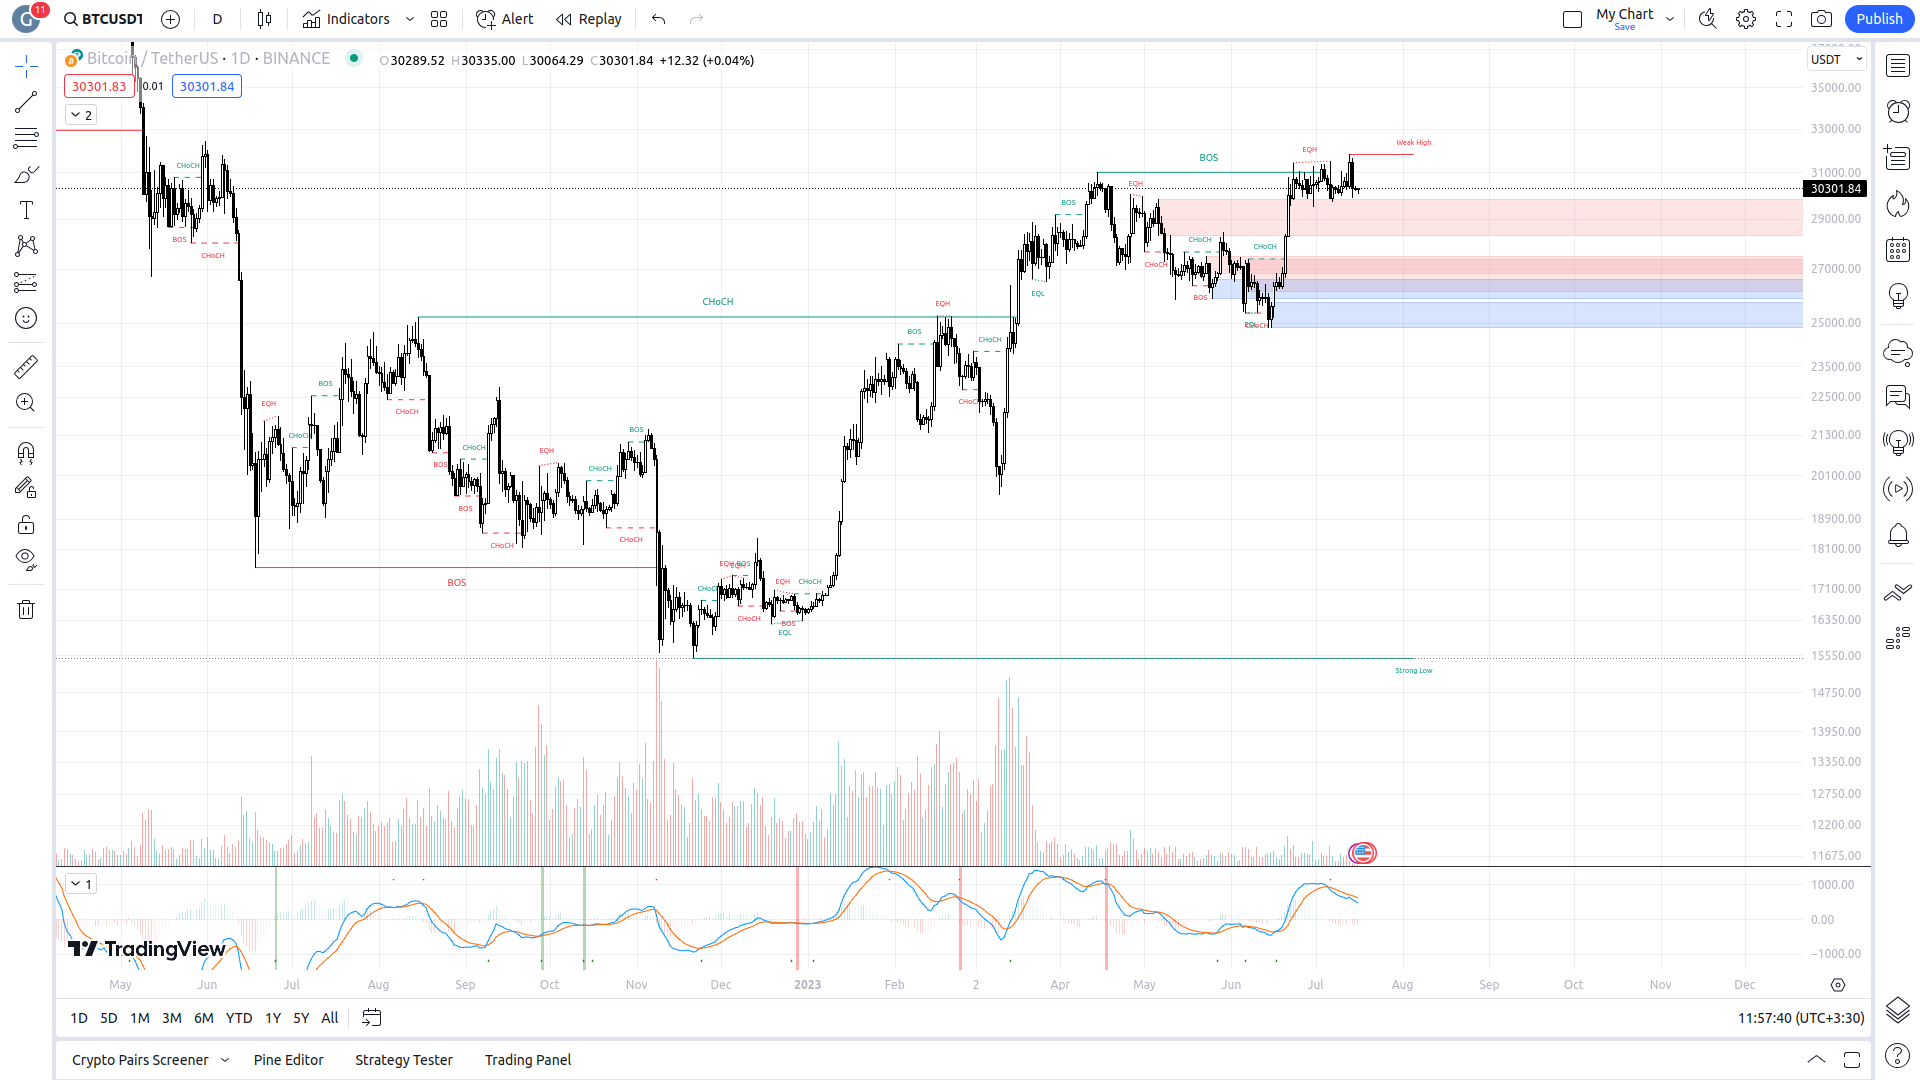 G 11 BTCUSDT D Indicators Alert Replay My Chart Save Publish
Bitcoin / TetherUS · 1D · BINANCE O30289.52 H30335.00 L30064.29 C30301.84 +12.32 (+0.04%) USDT
30301.83 0.01 30301.84
2
35000.00
33000.00
31000.00
30301.84
29000.00
27000.00
25000.00
23500.00
22500.00
21300.00
20100.00
18900.00
18100.00
17100.00
16350.00
15550.00
14750.00
13950.00
13350.00
12750.00
12200.00
11675.00
CHoCH
BOS
CHoCH
EQH
CHoCH
BOS
BOS
CHoCH
CHoCH
BOS
CHoCH
BOS
CHoCH
EQH
CHoCH
BOS
CHoCH
CHoCH
BOS
EQH
BOS
CHoCH
CHoCH
EQH
CHoCH
BOS
EQL
BOS
EQH
CHoCH
CHoCH
EQL
BOS
BOS
EQH
CHoCH
CHoCH
BOS
CHoCH
CHoCH
EQH
Weak High
Strong Low
1
1000.00
0.00
−1000.00
TradingView
May Jun Jul Aug Sep Oct Nov Dec 2023 Feb 2 Apr May Jun Jul Aug Sep Oct Nov Dec
1D 5D 1M 3M 6M YTD 1Y 5Y All 11:57:40 (UTC+3:30)
Crypto Pairs Screener Pine Editor Strategy Tester Trading Panel